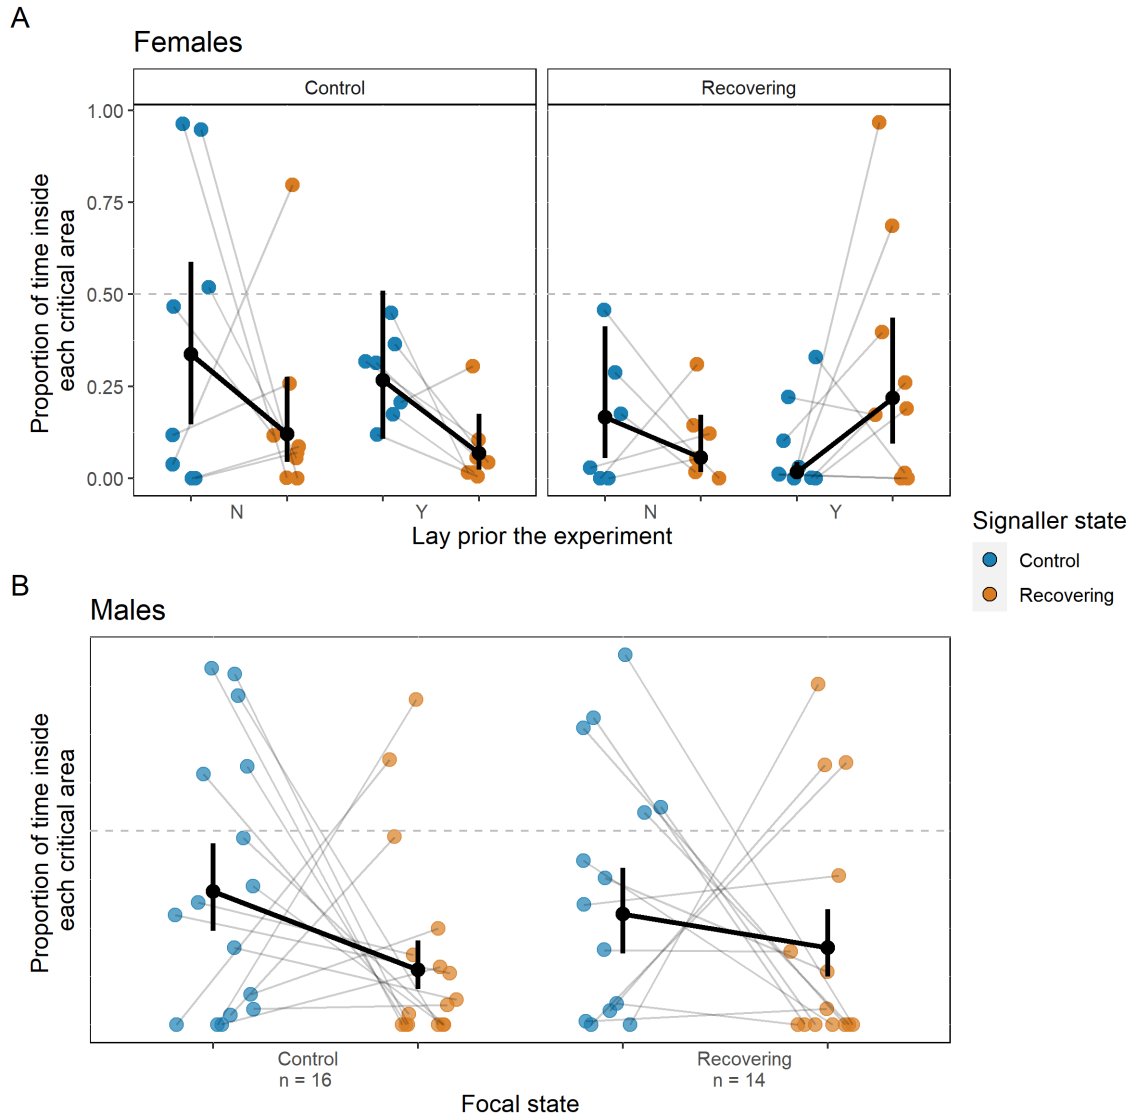 A
Females
Control
Recovering
Proportion of time inside
each critical area
1.00
0.75
0.50
0.25
0.00
N
Y
N
Y
Lay prior the experiment
Signaller state
Control
Recovering
B
Males
Proportion of time inside
each critical area
Control
n = 16
Recovering
n = 14
Focal state